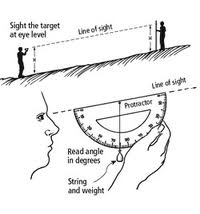 Sight the target
at eye level
Line of sight
x
x
Line of sight
Protractor
Read angle
in degrees
String
and weight